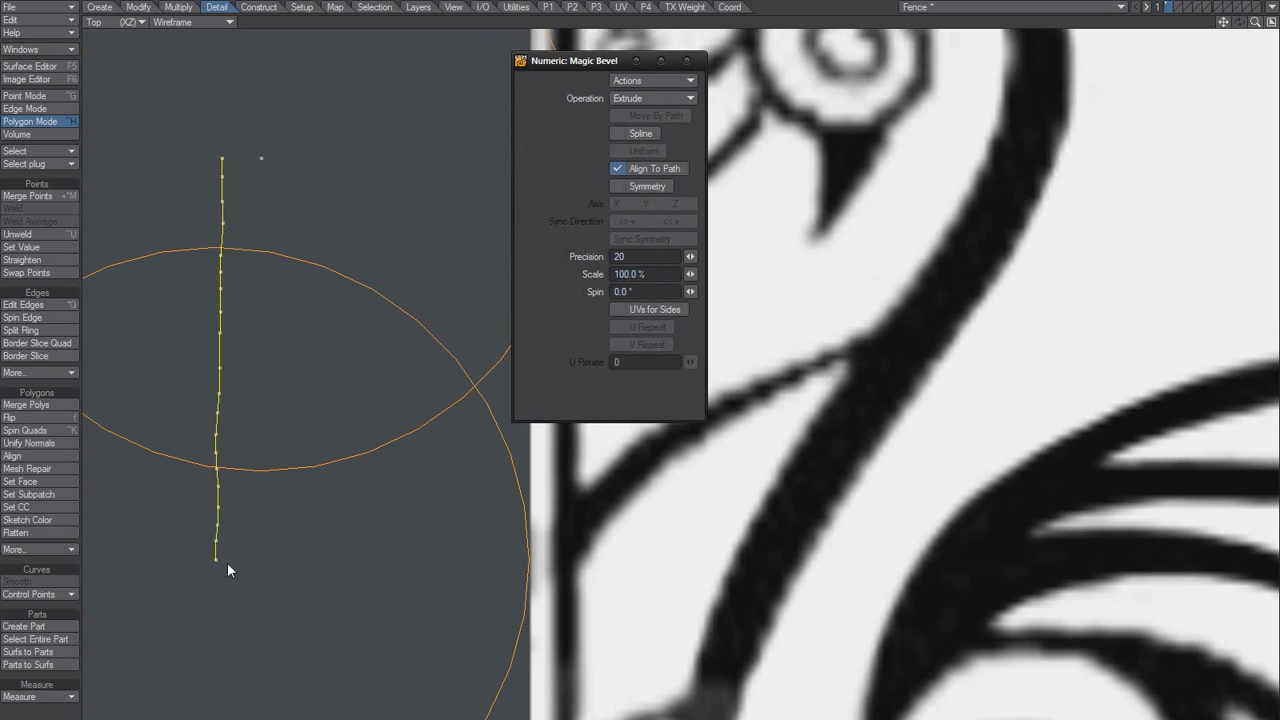 File Create Modify Multiply Detail Construct Setup Map Selection Layers View I/O Utilities P1 P2 P3 UV P4 TX Weight Coord Fence * 1
Edit Top (XZ) Wireframe
Help
Windows
Surface Editor F5
Image Editor F6
Point Mode ^G
Edge Mode
Polygon Mode ^H
Volume
Select
Select plug
Points
Merge Points +^M
Weld
Weld Average
Unweld ^U
Set Value
Straighten
Swap Points
Edges
Edit Edges ^Q
Spin Edge
Split Ring
Border Slice Quad
Border Slice
More...
Polygons
Merge Polys
Flip f
Spin Quads ^K
Unify Normals
Align
Mesh Repair
Set Face
Set Subpatch
Set CC
Sketch Color
Flatten
More...
Curves
Smooth
Control Points
Parts
Create Part
Select Entire Part
Surfs to Parts
Parts to Surfs
Measure
Measure
Numeric: Magic Bevel
Actions
Operation Extrude
Move By Path
Spline
Uniform
Align To Path
Symmetry
Axis X Y Z
Sync Direction ->> + -<< +
Sync Symmetry
Precision 20
Scale 100.0 %
Spin 0.0 °
UVs for Sides
U Repeat
V Repeat
U Rotate 0